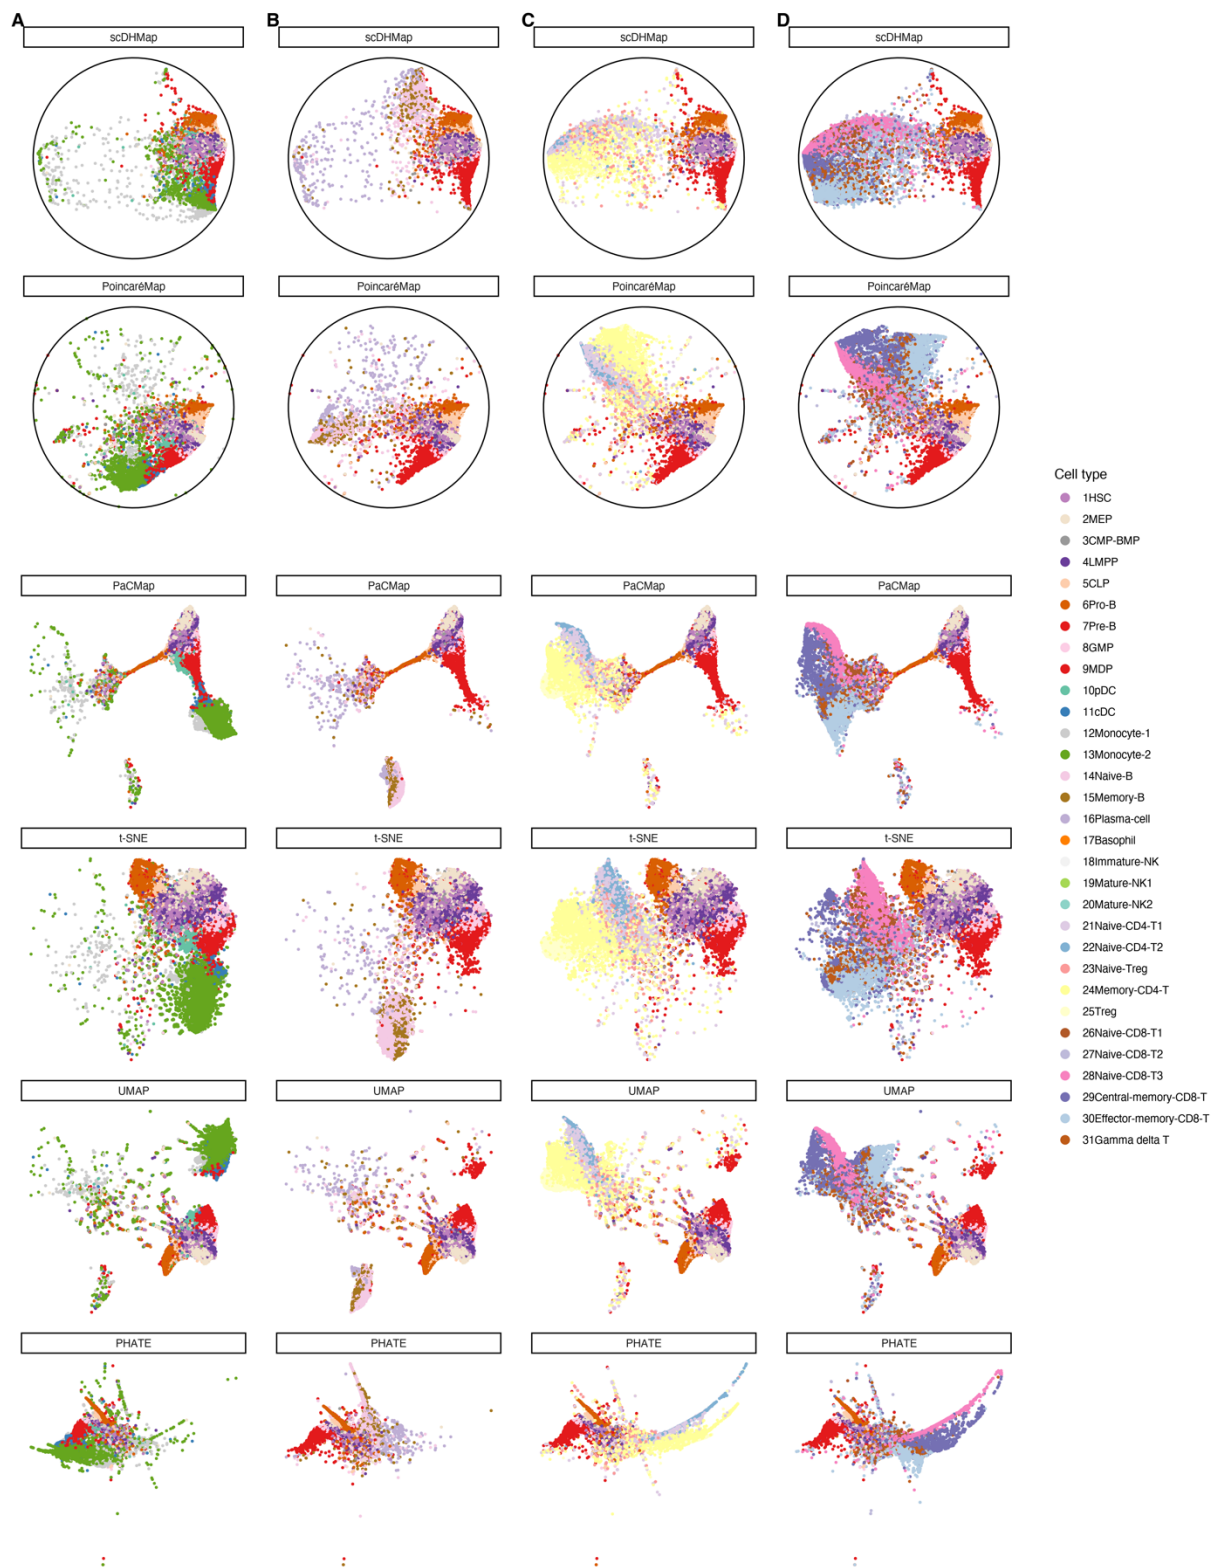 A B C D
scDHMap scDHMap scDHMap scDHMap
PoincaréMap PoincaréMap PoincaréMap PoincaréMap
Cell type
1HSC
2MEP
3CMP-BMP
4LMPP
5CLP
6Pro-B
7Pre-B
8GMP
9MDP
10pDC
11cDC
12Monocyte-1
13Monocyte-2
14Naive-B
15Memory-B
16Plasma-cell
17Basophil
18Immature-NK
19Mature-NK1
20Mature-NK2
21Naive-CD4-T1
22Naive-CD4-T2
23Naive-Treg
24Memory-CD4-T
25Treg
26Naive-CD8-T1
27Naive-CD8-T2
28Naive-CD8-T3
29Central-memory-CD8-T
30Effector-memory-CD8-T
31Gamma delta T
PaCMap PaCMap PaCMap PaCMap
t-SNE t-SNE t-SNE t-SNE
UMAP UMAP UMAP UMAP
PHATE PHATE PHATE PHATE